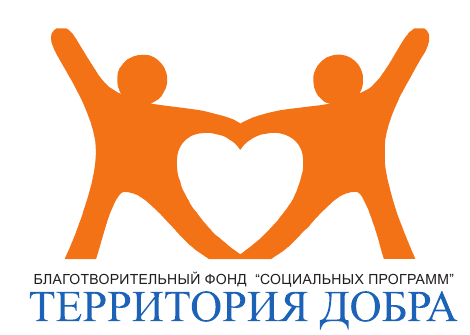 БЛАГОТВОРИТЕЛЬНЫЙ ФОНД "СОЦИАЛЬНЫХ ПРОГРАММ"
ТЕРРИТОРИЯ ДОБРА